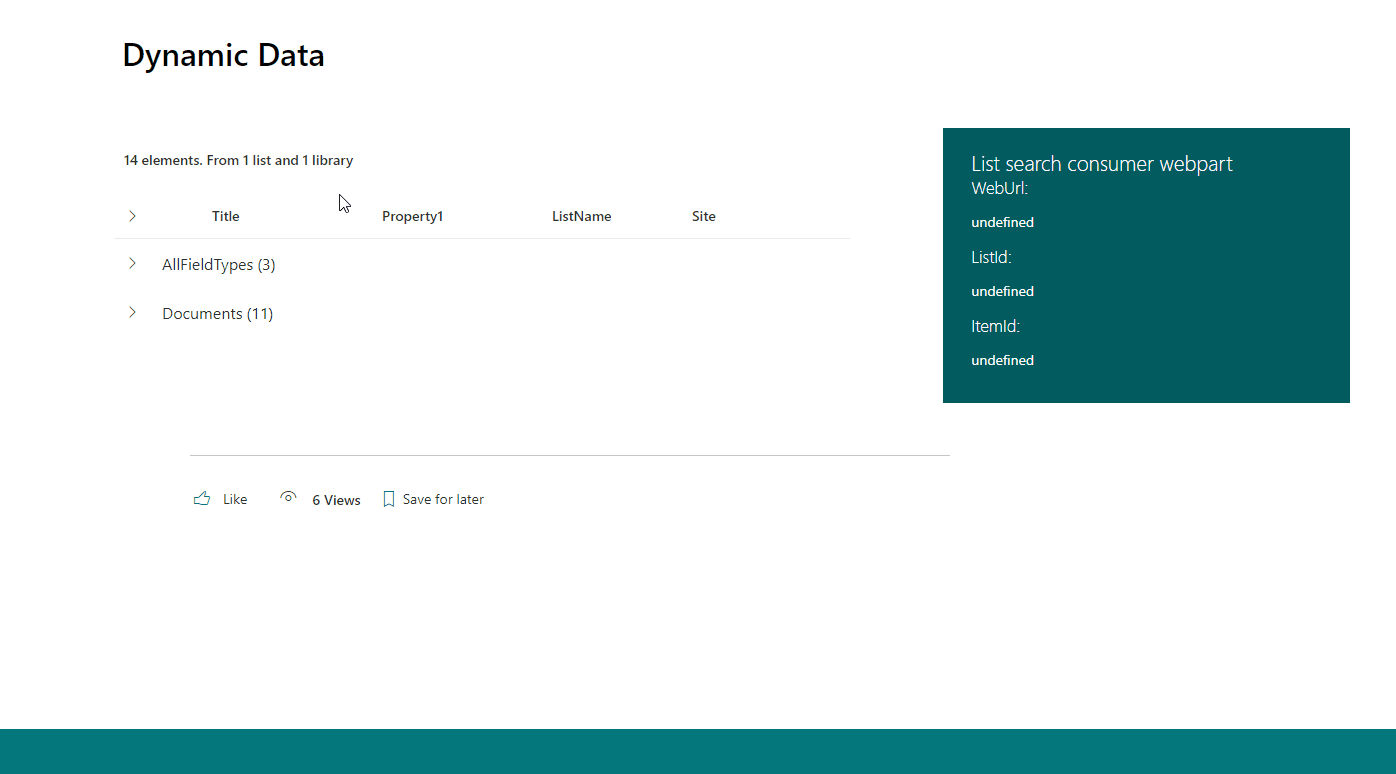 Dynamic Data
14 elements. From 1 list and 1 library
Title Property1 ListName Site
AllFieldTypes (3)
Documents (11)
List search consumer webpart
WebUrl:
undefined
ListId:
undefined
ItemId:
undefined
Like 6 Views Save for later